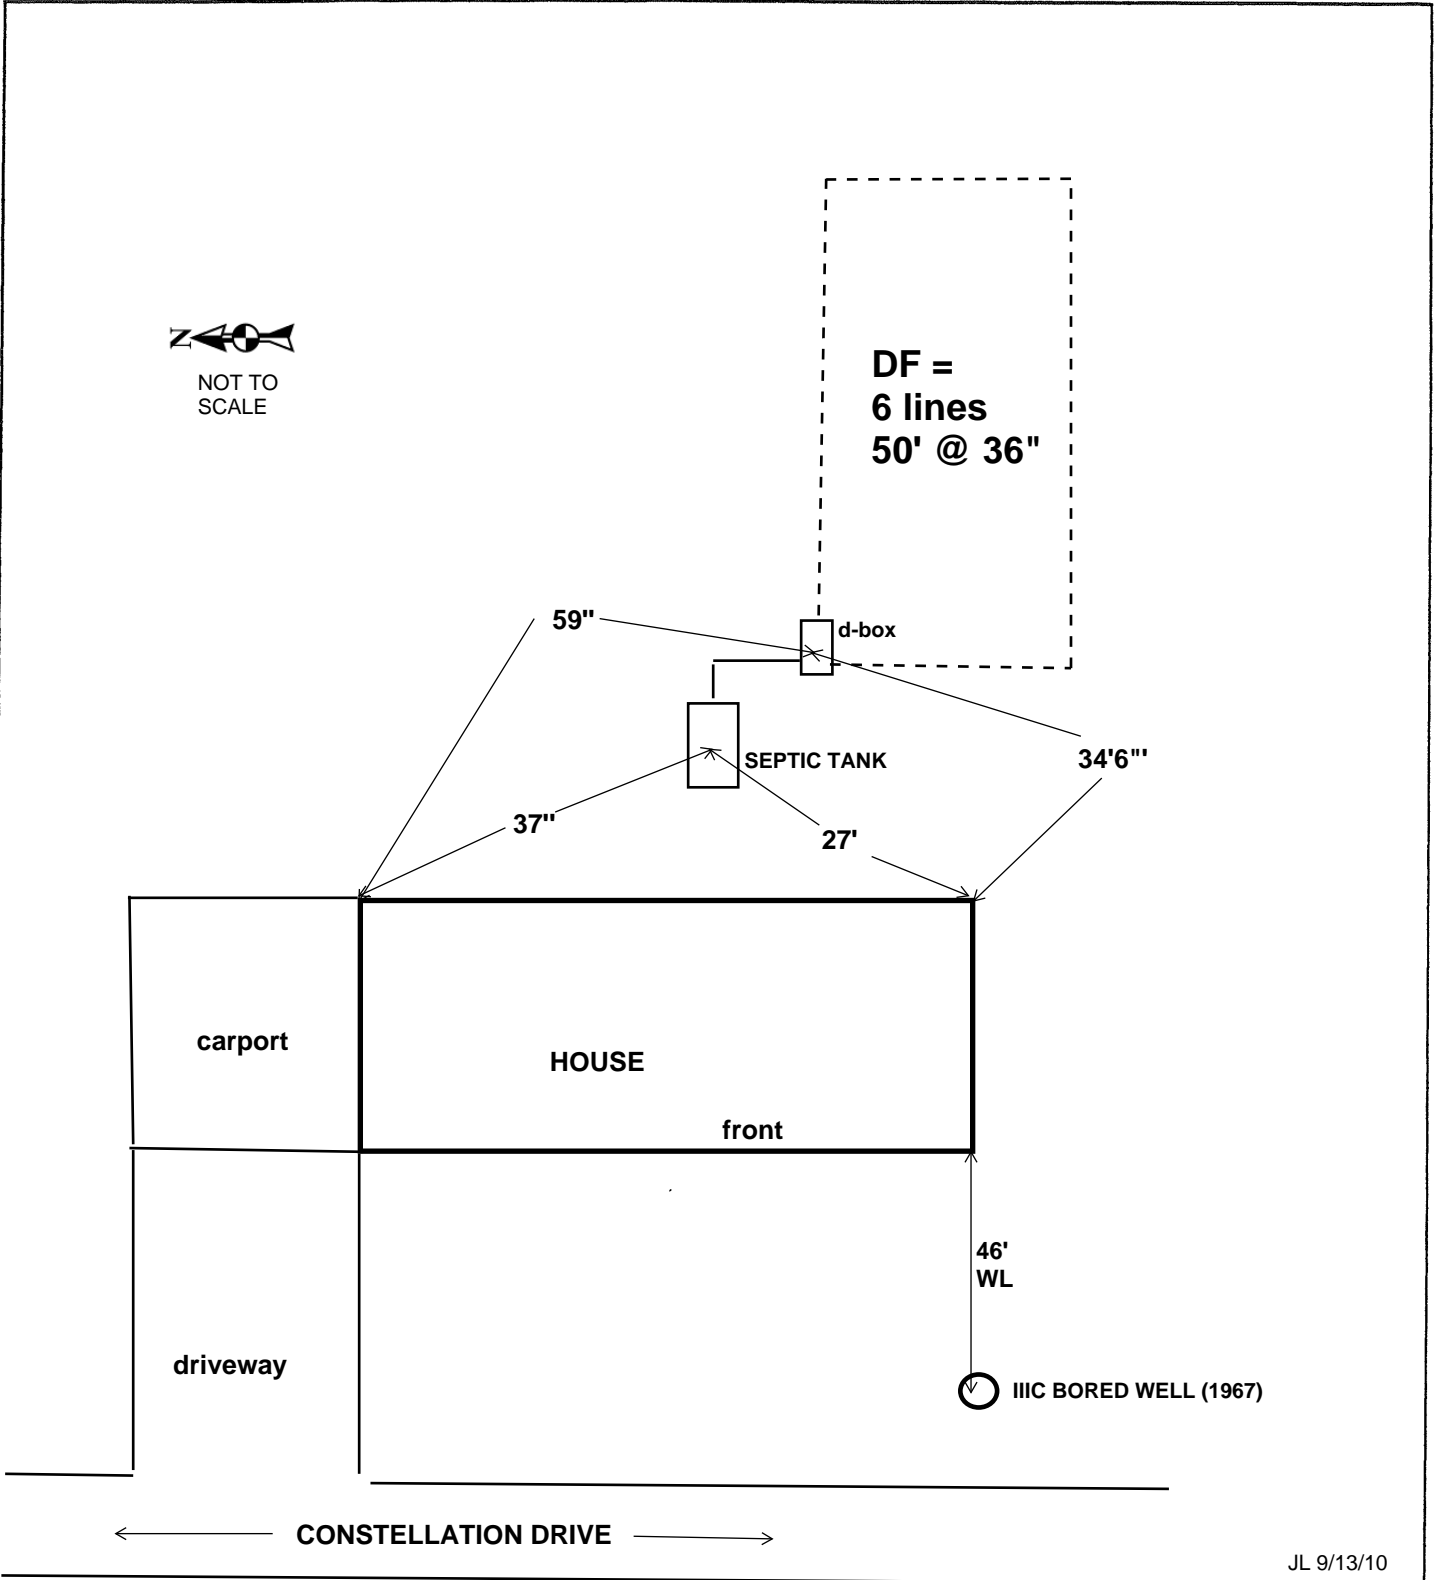 N
NOT TO
SCALE
DF =
6 lines
50' @ 36"
59"
d-box
34'6"'
SEPTIC TANK
37"
27'
carport
HOUSE
front
46'
WL
driveway
IIIC BORED WELL (1967)
CONSTELLATION DRIVE
JL 9/13/10